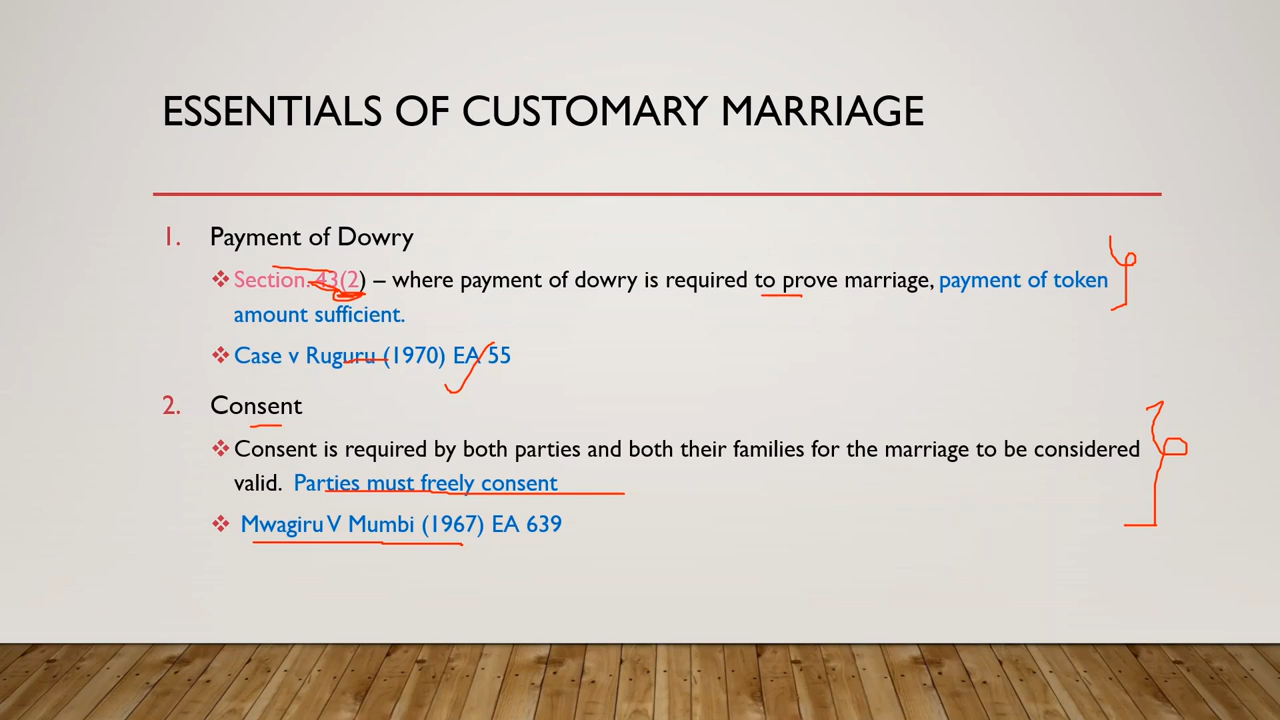 ESSENTIALS OF CUSTOMARY MARRIAGE
1. Payment of Dowry
❖ Section. 43(2) – where payment of dowry is required to prove marriage, payment of token
amount sufficient.
❖ Case v Ruguru (1970) EA 55
2. Consent
❖ Consent is required by both parties and both their families for the marriage to be considered
valid. Parties must freely consent
❖ Mwagiru V Mumbi (1967) EA 639